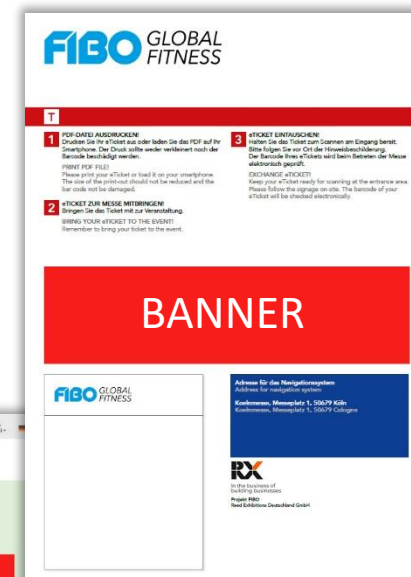 FIBO GLOBAL
FITNESS
T
1 PDF-DATEI AUSDRUCKEN!
Drucken Sie Ihr eTicket aus oder laden Sie das PDF auf Ihr
Smartphone. Der Druck sollte weder verkleinert noch der
Barcode beschädigt werden.
PRINT PDF FILE!
Please print your eTicket or load it on your smartphone.
The size of the print-out should not be reduced and the
bar code not be damaged.
2 eTICKET ZUR MESSE MITBRINGEN!
Bringen Sie das Ticket mit zur Veranstaltung.
BRING YOUR eTICKET TO THE EVENT!
Remember to bring your ticket to the event.
3 eTICKET EINTAUSCHEN!
Halten Sie das Ticket zum Scannen am Eingang bereit.
Bitte folgen Sie vor Ort der Hinweisbeschilderung.
Der Barcode Ihres eTickets wird beim Betreten der Messe
elektronisch geprüft.
EXCHANGE eTICKET!
Keep your eTicket ready for scanning at the entrance area.
Please follow the signage on-site. The barcode of your
eTicket will be checked electronically.
BANNER
FIBO GLOBAL
FITNESS
Adresse für das Navigationssystem
Address for navigation system
Koelnmesse, Messeplatz 1, 50679 Köln
Koelnmesse, Messeplatz 1, 50679 Cologne
RX
In the business of
building businesses
Projekt FIBO
Reed Exhibitions Deutschland GmbH